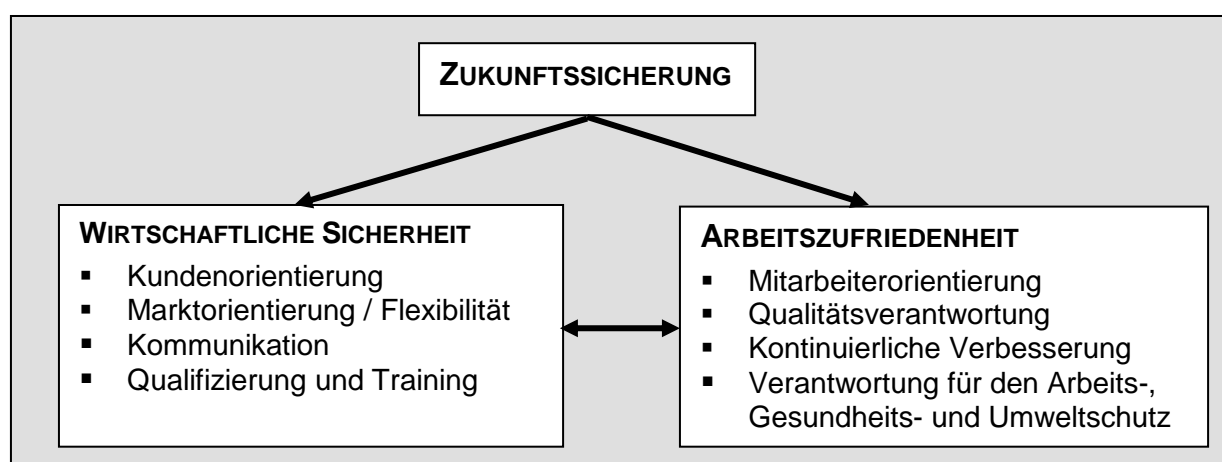 ZUKUNFTSSICHERUNG
WIRTSCHAFTLICHE SICHERHEIT
▪ Kundenorientierung
▪ Marktorientierung / Flexibilität
▪ Kommunikation
▪ Qualifizierung und Training
ARBEITSZUFRIEDENHEIT
▪ Mitarbeiterorientierung
▪ Qualitätsverantwortung
▪ Kontinuierliche Verbesserung
▪ Verantwortung für den Arbeits-,
Gesundheits- und Umweltschutz